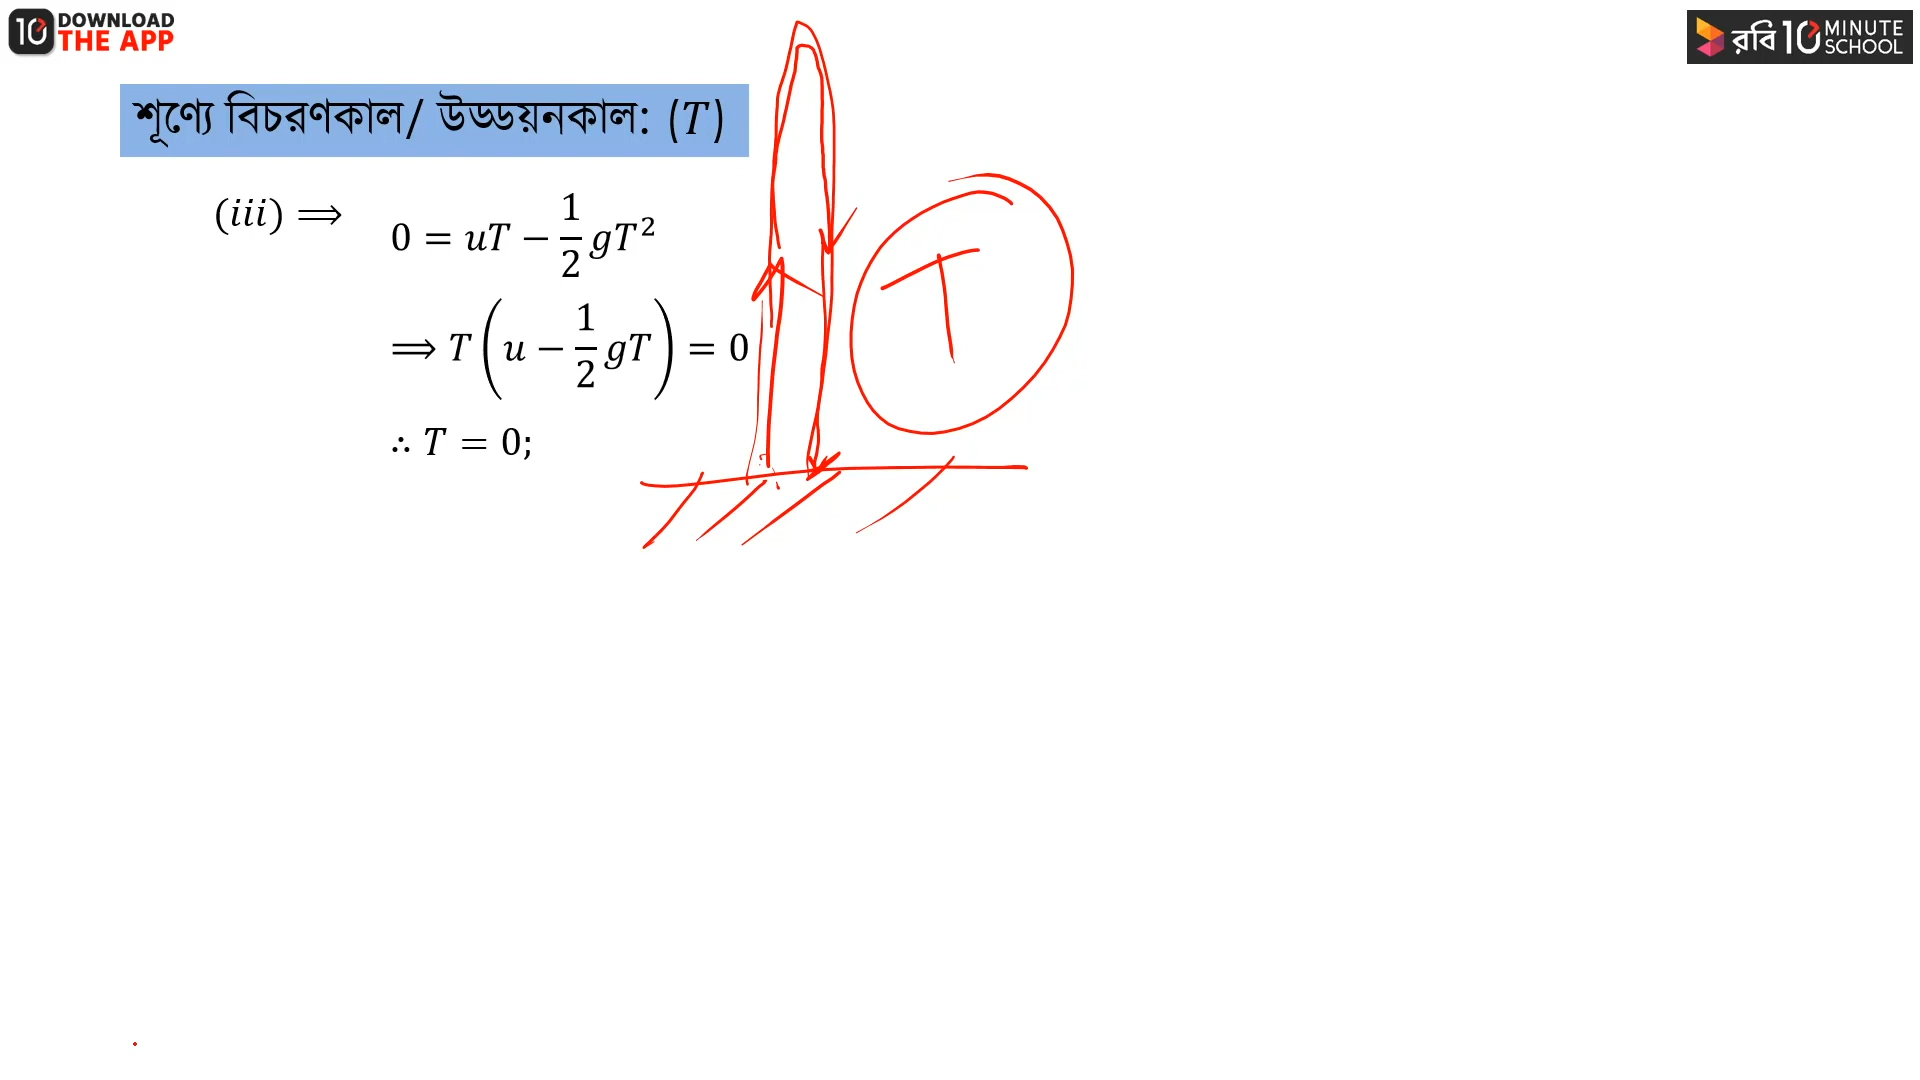 10 DOWNLOAD THE APP
রবি 10 MINUTE SCHOOL
শূণ্যে বিচরণকাল/ উড্ডয়নকাল: (T)
(iii) ⟹ 0 = uT − 1/2 gT²
⟹ T(u − 1/2 gT) = 0
∴ T = 0;
T